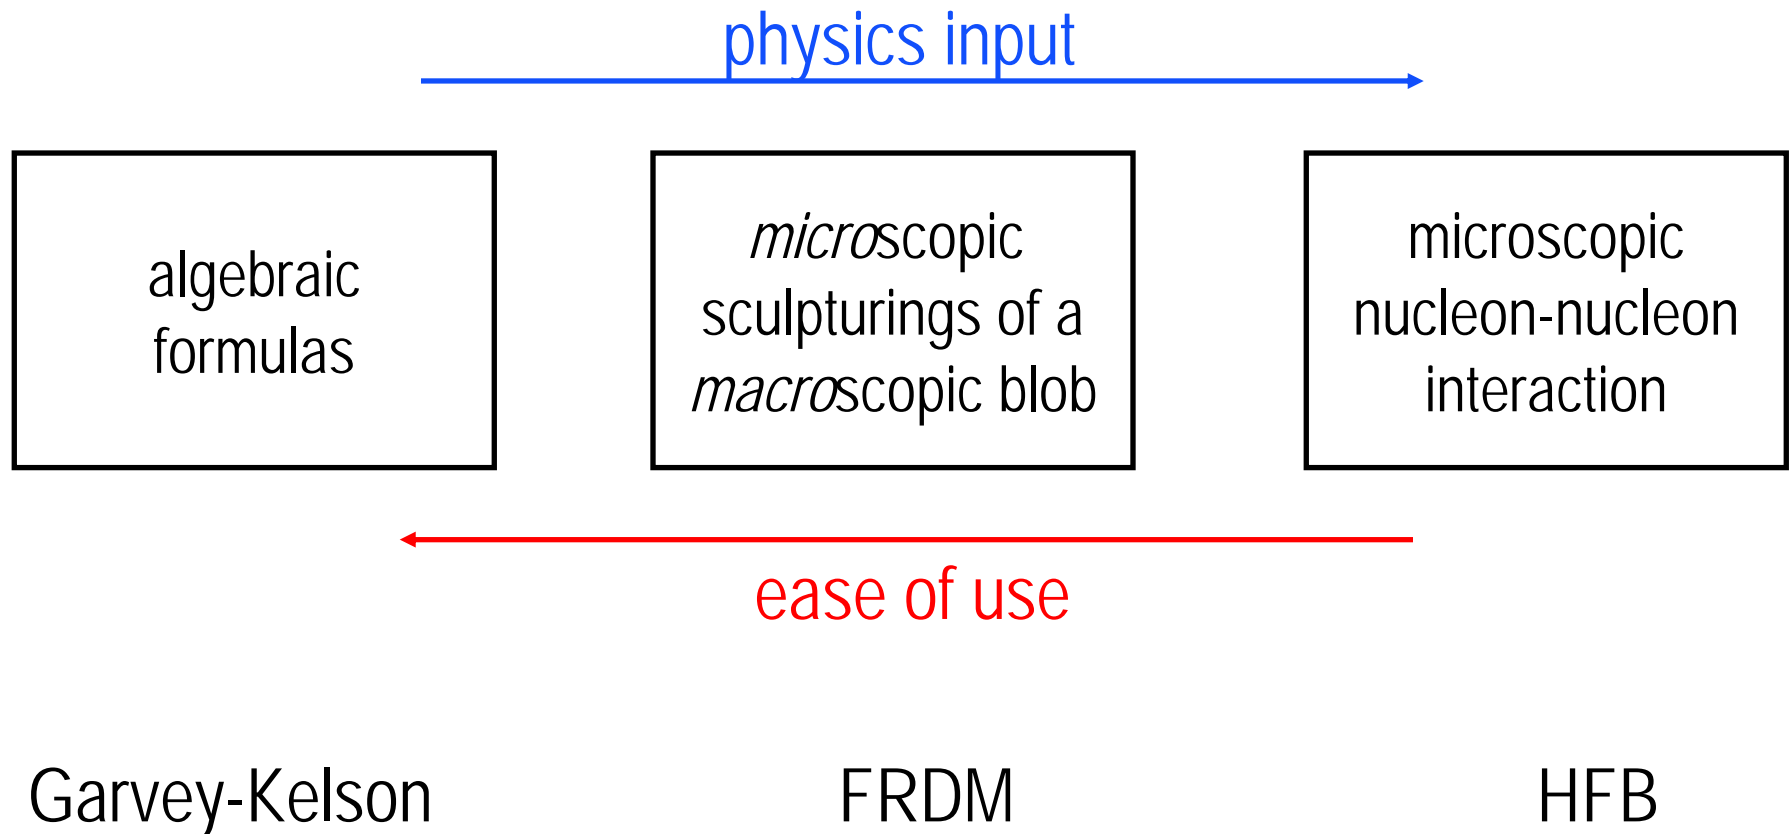 physics input
algebraic
formulas
microscopic
sculpturings of a
macroscopic blob
microscopic
nucleon-nucleon
interaction
ease of use
Garvey-Kelson
FRDM
HFB